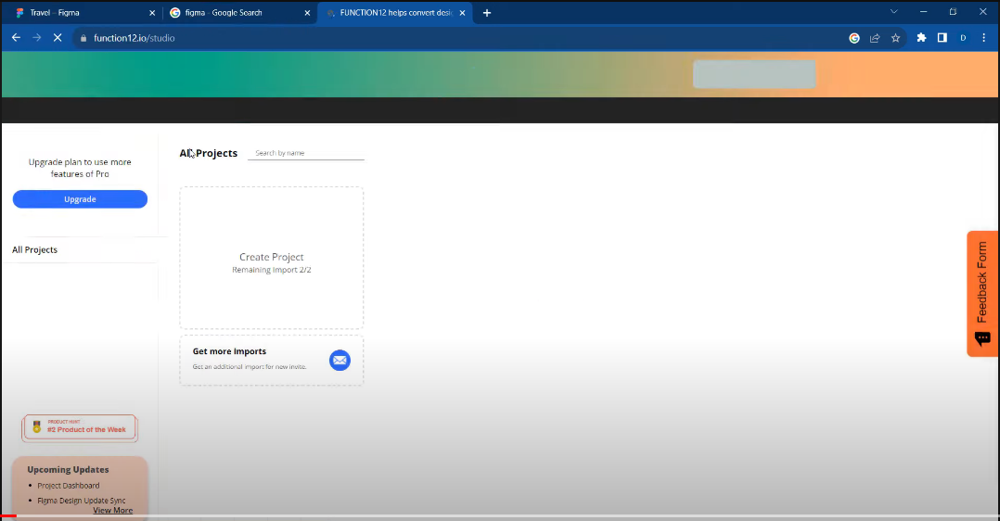 Travel – Figma
figma - Google Search
FUNCTION12 helps convert desig
function12.io/studio
D
All Projects
Search by name
Upgrade plan to use more
features of Pro
Upgrade
All Projects
Create Project
Remaining Import 2/2
Get more imports
Get an additional import for new invite.
Feedback Form
PRODUCT HUNT
#2 Product of the Week
Upcoming Updates
• Project Dashboard
• Figma Design Update Sync
View More